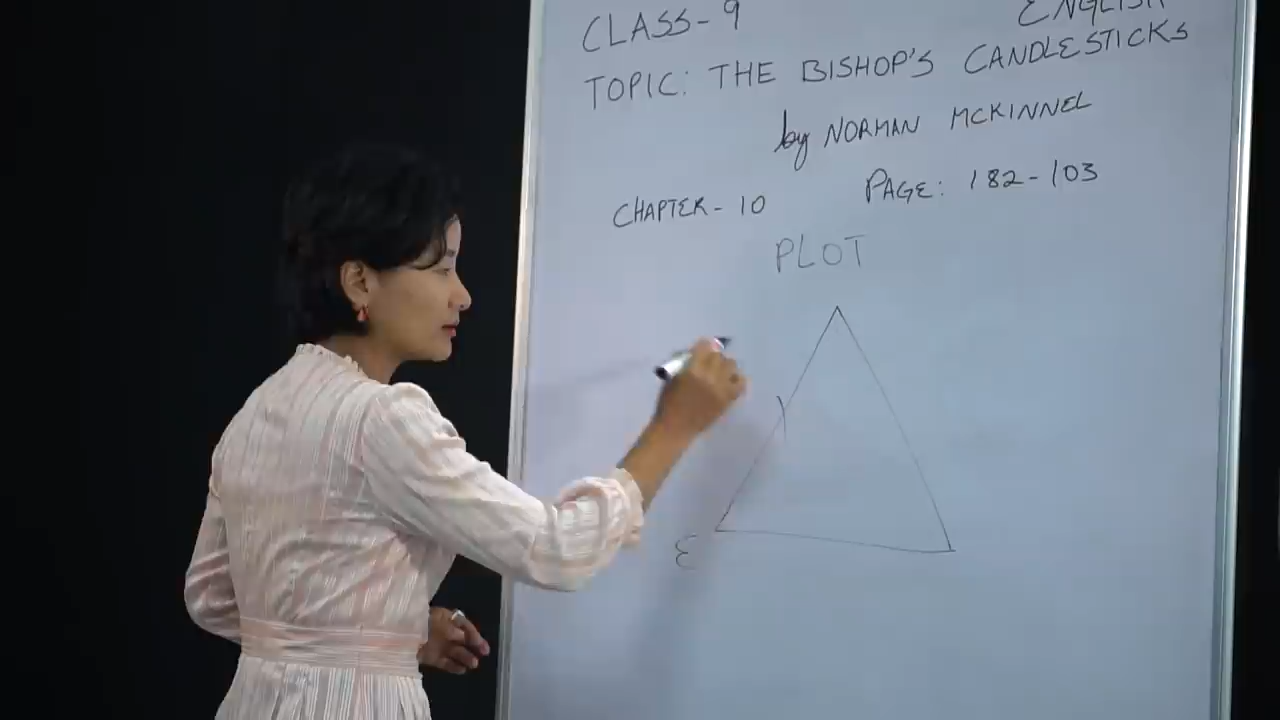 CLASS-9 ENGLISH
TOPIC: THE BISHOP'S CANDLESTICKS
by NORMAN MCKINNEL
CHAPTER-10 PAGE: 182-103
PLOT
E